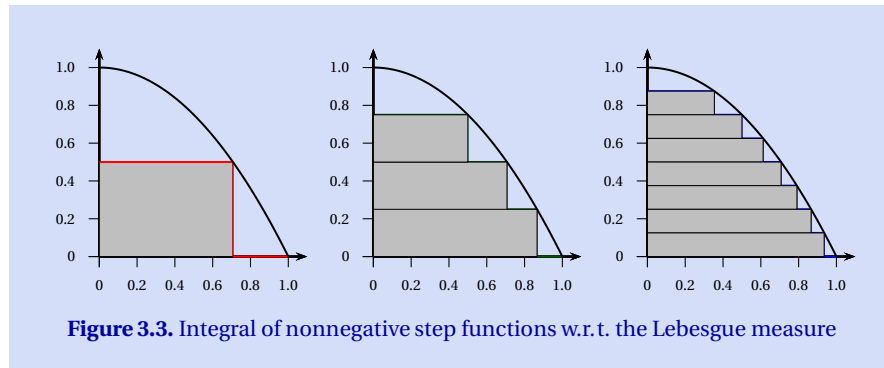 1.0 1.0 1.0
0.8 0.8 0.8
0.6 0.6 0.6
0.4 0.4 0.4
0.2 0.2 0.2
0 0 0
0 0.2 0.4 0.6 0.8 1.0 0 0.2 0.4 0.6 0.8 1.0 0 0.2 0.4 0.6 0.8 1.0
Figure 3.3. Integral of nonnegative step functions w.r.t. the Lebesgue measure